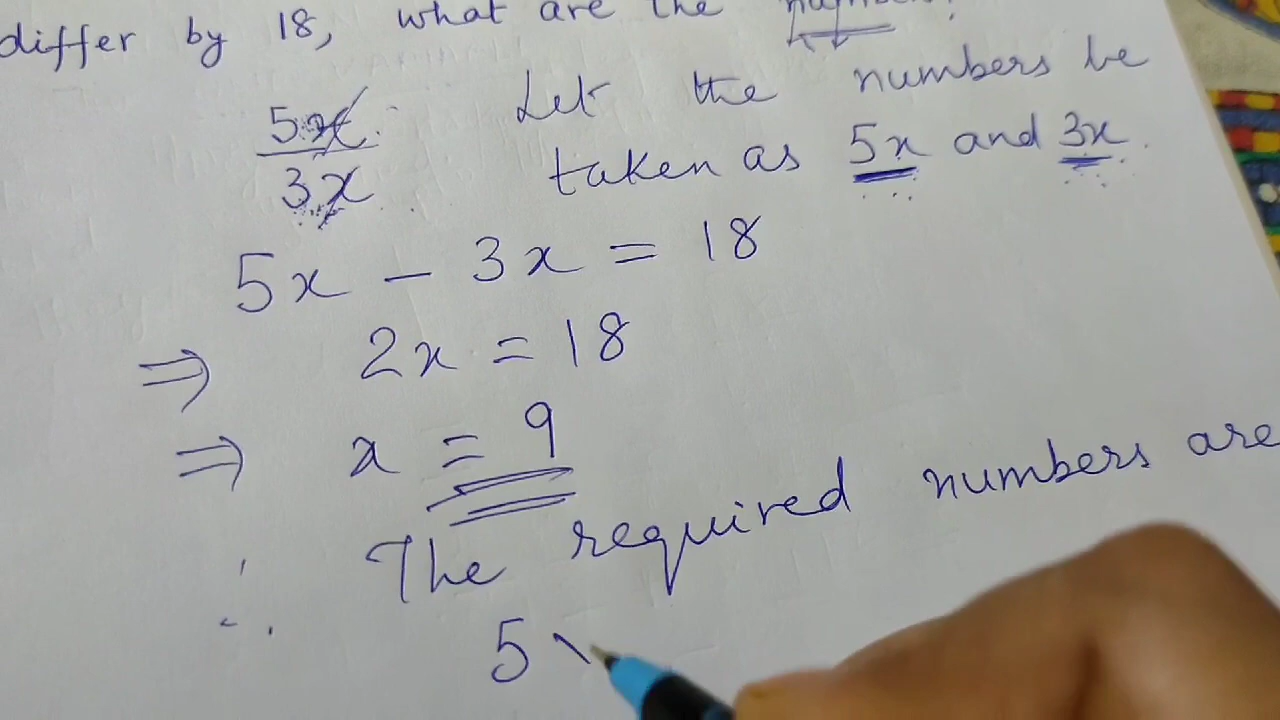 differ by 18, what are the numbers?
5x
3x
Let the numbers be
taken as 5x and 3x.
5x - 3x = 18
⇒ 2x = 18
⇒ x = 9
∴ The required numbers are
5